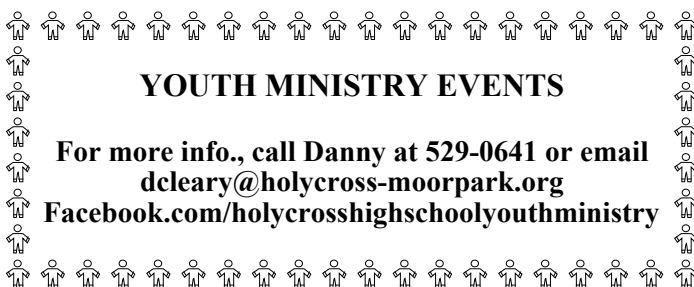 YOUTH MINISTRY EVENTS
For more info., call Danny at 529-0641 or email
dcleary@holycross-moorpark.org
Facebook.com/holycrosshighschoolyouthministry